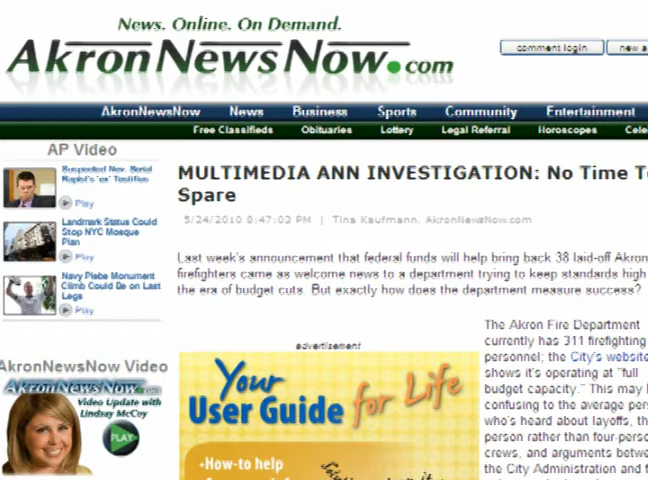 News. Online. On Demand.
AkronNewsNow.com
comment login
new a
AkronNewsNow News Business Sports Community Entertainment
Free Classifieds Obituaries Lottery Legal Referral Horoscopes Cele
AP Video
Suspected Nev. Serial
Rapist's 'ex' Testifies
Play
Landmark Status Could
Stop NYC Mosque
Plan
Play
Navy Plebe Monument
Climb Could Be on Last
Legs
Play
MULTIMEDIA ANN INVESTIGATION: No Time T
Spare
5/24/2010 8:47:03 PM | Tina Kaufmann, AkronNewsNow.com
Last week's announcement that federal funds will help bring back 38 laid-off Akron
firefighters came as welcome news to a department trying to keep standards high
the era of budget cuts. But exactly how does the department measure success?
advertisement
Your
User Guide for Life
•How-to help
The Akron Fire Department
currently has 311 firefighting
personnel; the City's website
shows it's operating at "full
budget capacity." This may
confusing to the average pers
who's heard about layoffs, th
person rather than four-perso
crews, and arguments betwe
the City Administration and f
AkronNewsNow Video
AkronNewsNow.com
Video Update with
Lindsay McCoy
PLAY